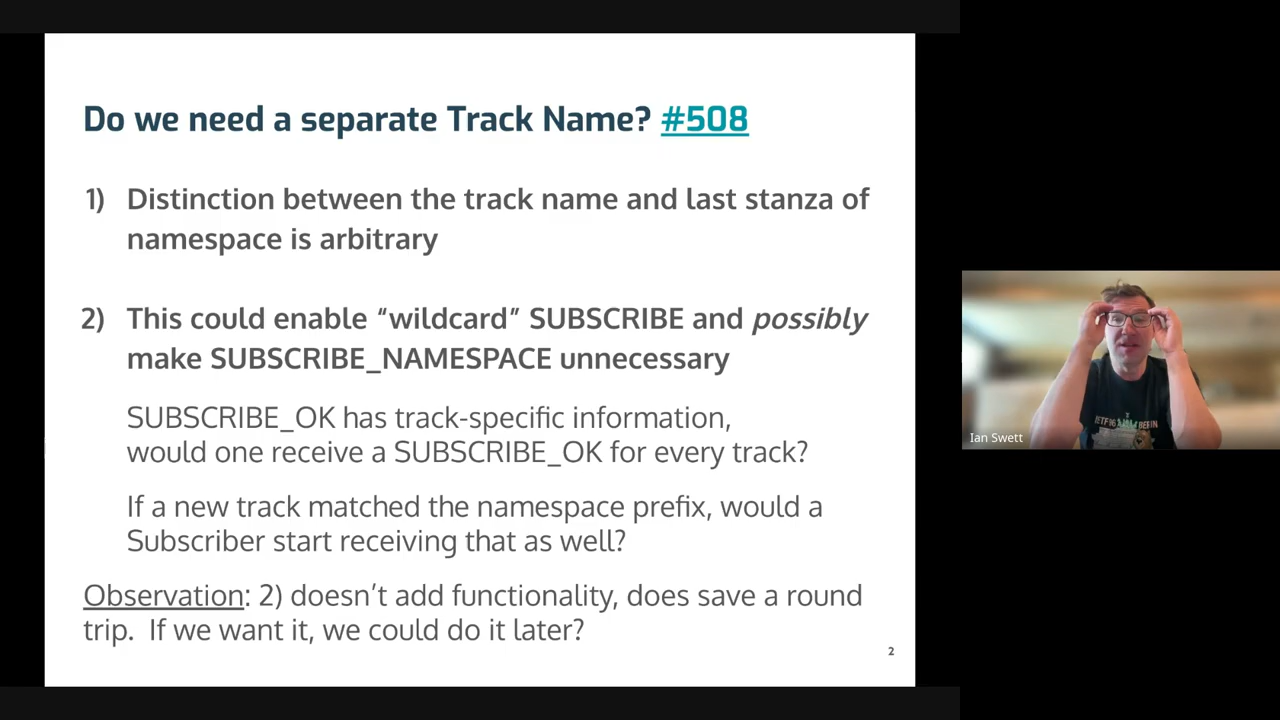 Do we need a separate Track Name? #508
1) Distinction between the track name and last stanza of
namespace is arbitrary
2) This could enable “wildcard” SUBSCRIBE and possibly
make SUBSCRIBE_NAMESPACE unnecessary
SUBSCRIBE_OK has track-specific information,
would one receive a SUBSCRIBE_OK for every track?
If a new track matched the namespace prefix, would a
Subscriber start receiving that as well?
Observation: 2) doesn’t add functionality, does save a round
trip. If we want it, we could do it later?
2
Ian Swett